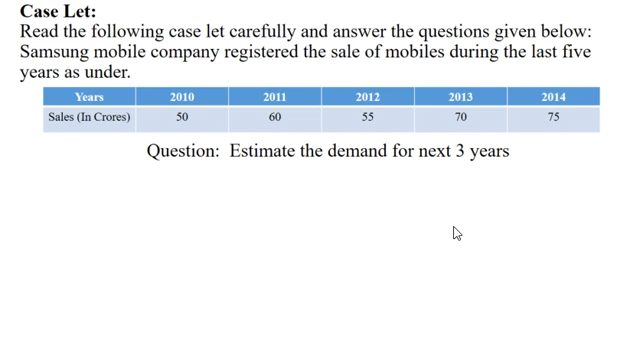 Case Let:
Read the following case let carefully and answer the questions given below:
Samsung mobile company registered the sale of mobiles during the last five
years as under.
Years 2010 2011 2012 2013 2014
Sales (In Crores) 50 60 55 70 75
Question: Estimate the demand for next 3 years